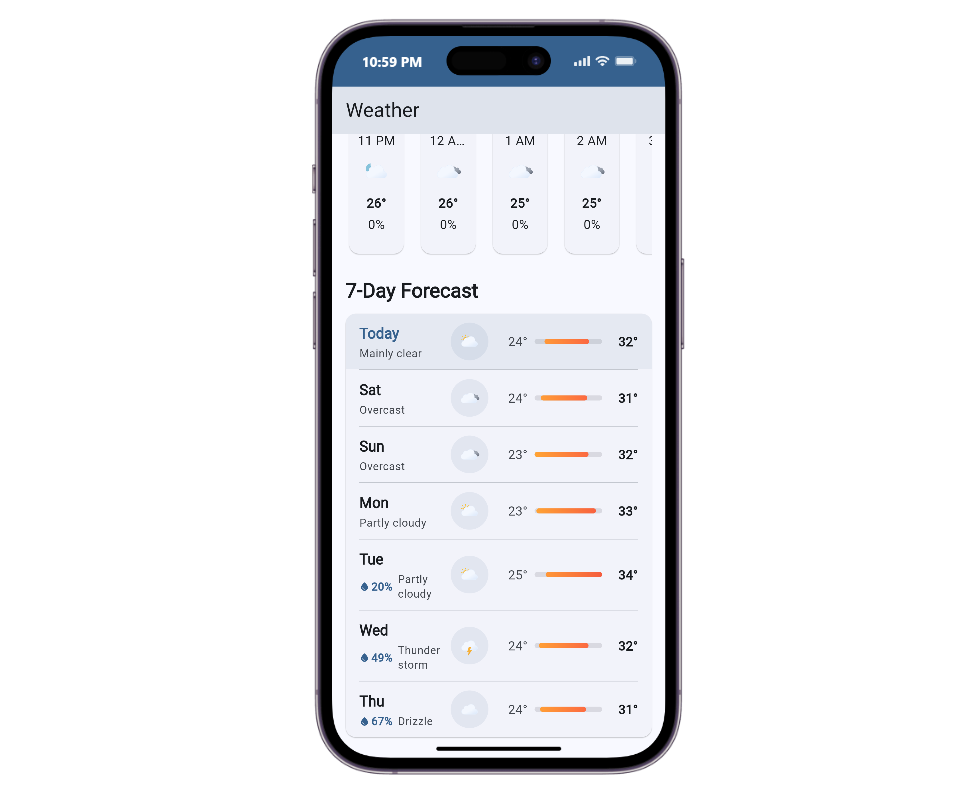 10:59 PM
Weather
11 PM 12 A... 1 AM 2 AM
26° 26° 25° 25°
0% 0% 0% 0%
7-Day Forecast
Today
Mainly clear
24° 32°
Sat
Overcast
24° 31°
Sun
Overcast
23° 32°
Mon
Partly cloudy
23° 33°
Tue
20% Partly
cloudy
25° 34°
Wed
49% Thunder
storm
24° 32°
Thu
67% Drizzle
24° 31°